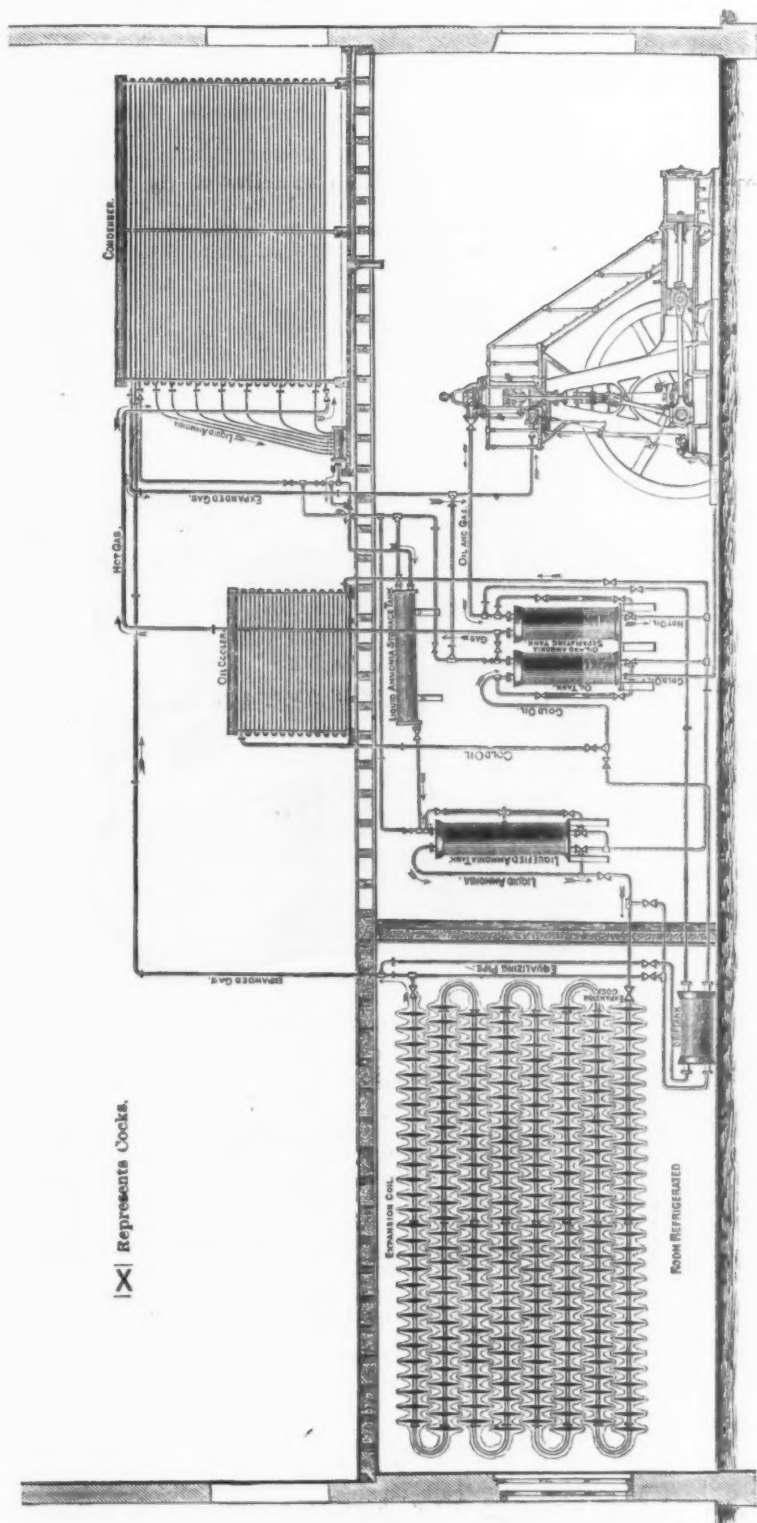 CONDENSER.
LIQUID AMMONIA
HOT GAS.
EXPANDED GAS.
OIL COOLER
OIL AND GAS.
LIQUID AMMONIA STORAGE TANK
GAS
OIL AND AMMONIA
SEPARATING TANK.
OIL TANK.
HOT OIL
COLD OIL
COLD OIL
COLD OIL
LIQUEFIED AMMONIA TANK
LIQUID AMMONIA.
EXPANDED GAS.
EQUALIZING PIPE.
EXPANSION
COCK
EXPANSION COIL
ROOM REFRIGERATED
|X| Represents Cocks.